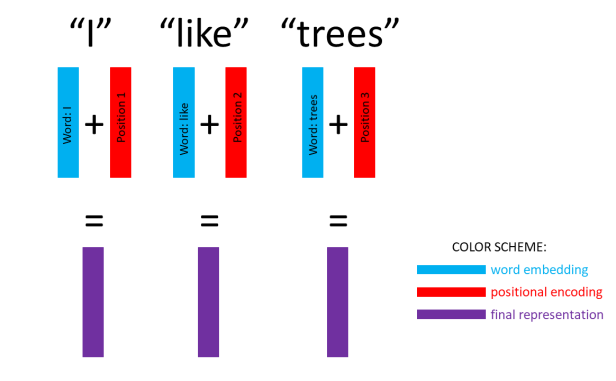 “I” “like” “trees”
Word: I + Position 1 Word: like + Position 2 Word: trees + Position 3
= = =
COLOR SCHEME:
word embedding
positional encoding
final representation